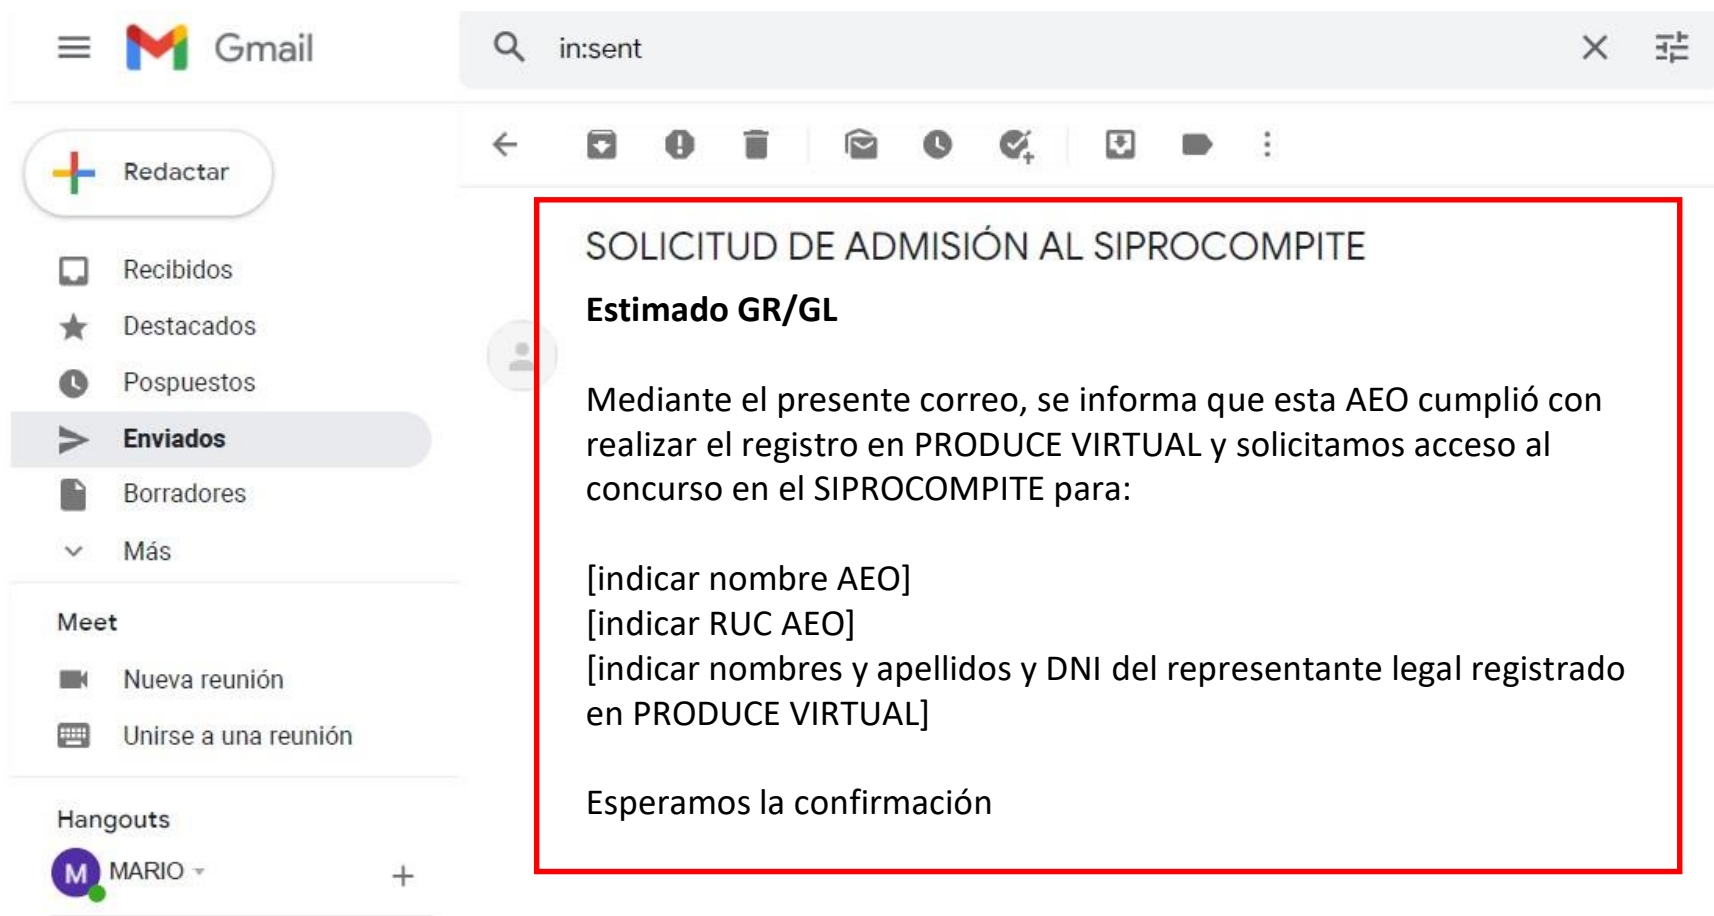 Gmail
in:sent
Redactar
Recibidos
Destacados
Pospuestos
Enviados
Borradores
Más
Meet
Nueva reunión
Unirse a una reunión
Hangouts
M
MARIO
SOLICITUD DE ADMISIÓN AL SIPROCOMPITE
Estimado GR/GL
Mediante el presente correo, se informa que esta AEO cumplió con
realizar el registro en PRODUCE VIRTUAL y solicitamos acceso al
concurso en el SIPROCOMPITE para:
[indicar nombre AEO]
[indicar RUC AEO]
[indicar nombres y apellidos y DNI del representante legal registrado
en PRODUCE VIRTUAL]
Esperamos la confirmación